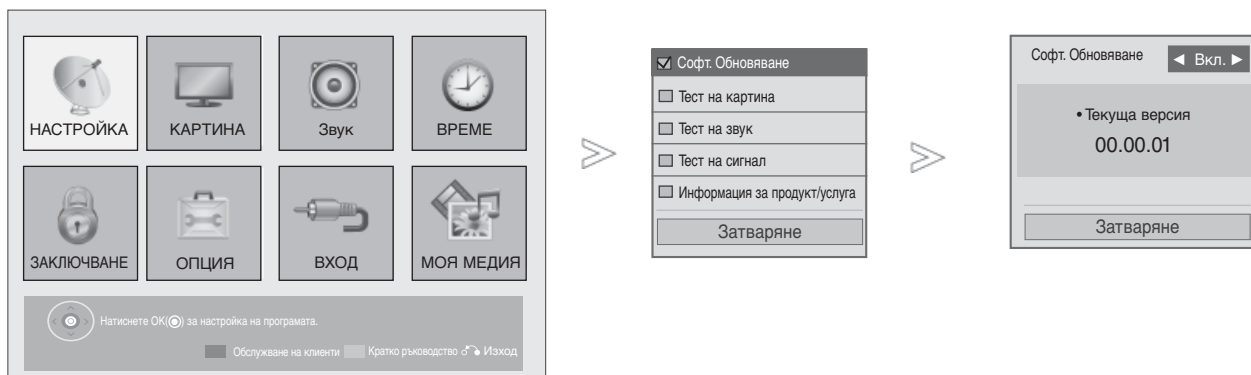 НАСТРОЙКА
КАРТИНА
Звук
ВРЕМЕ
ЗАКЛЮЧВАНЕ
ОПЦИЯ
ВХОД
МОЯ МЕДИЯ
Натиснете OK(◉) за настройка на програмата.
Обслужване на клиенти Кратко ръководство Изход
Софт. Обновяване
Тест на картина
Тест на звук
Тест на сигнал
Информация за продукт/услуга
Затваряне
Софт. Обновяване ◄ Вкл. ►
• Текуща версия
00.00.01
Затваряне